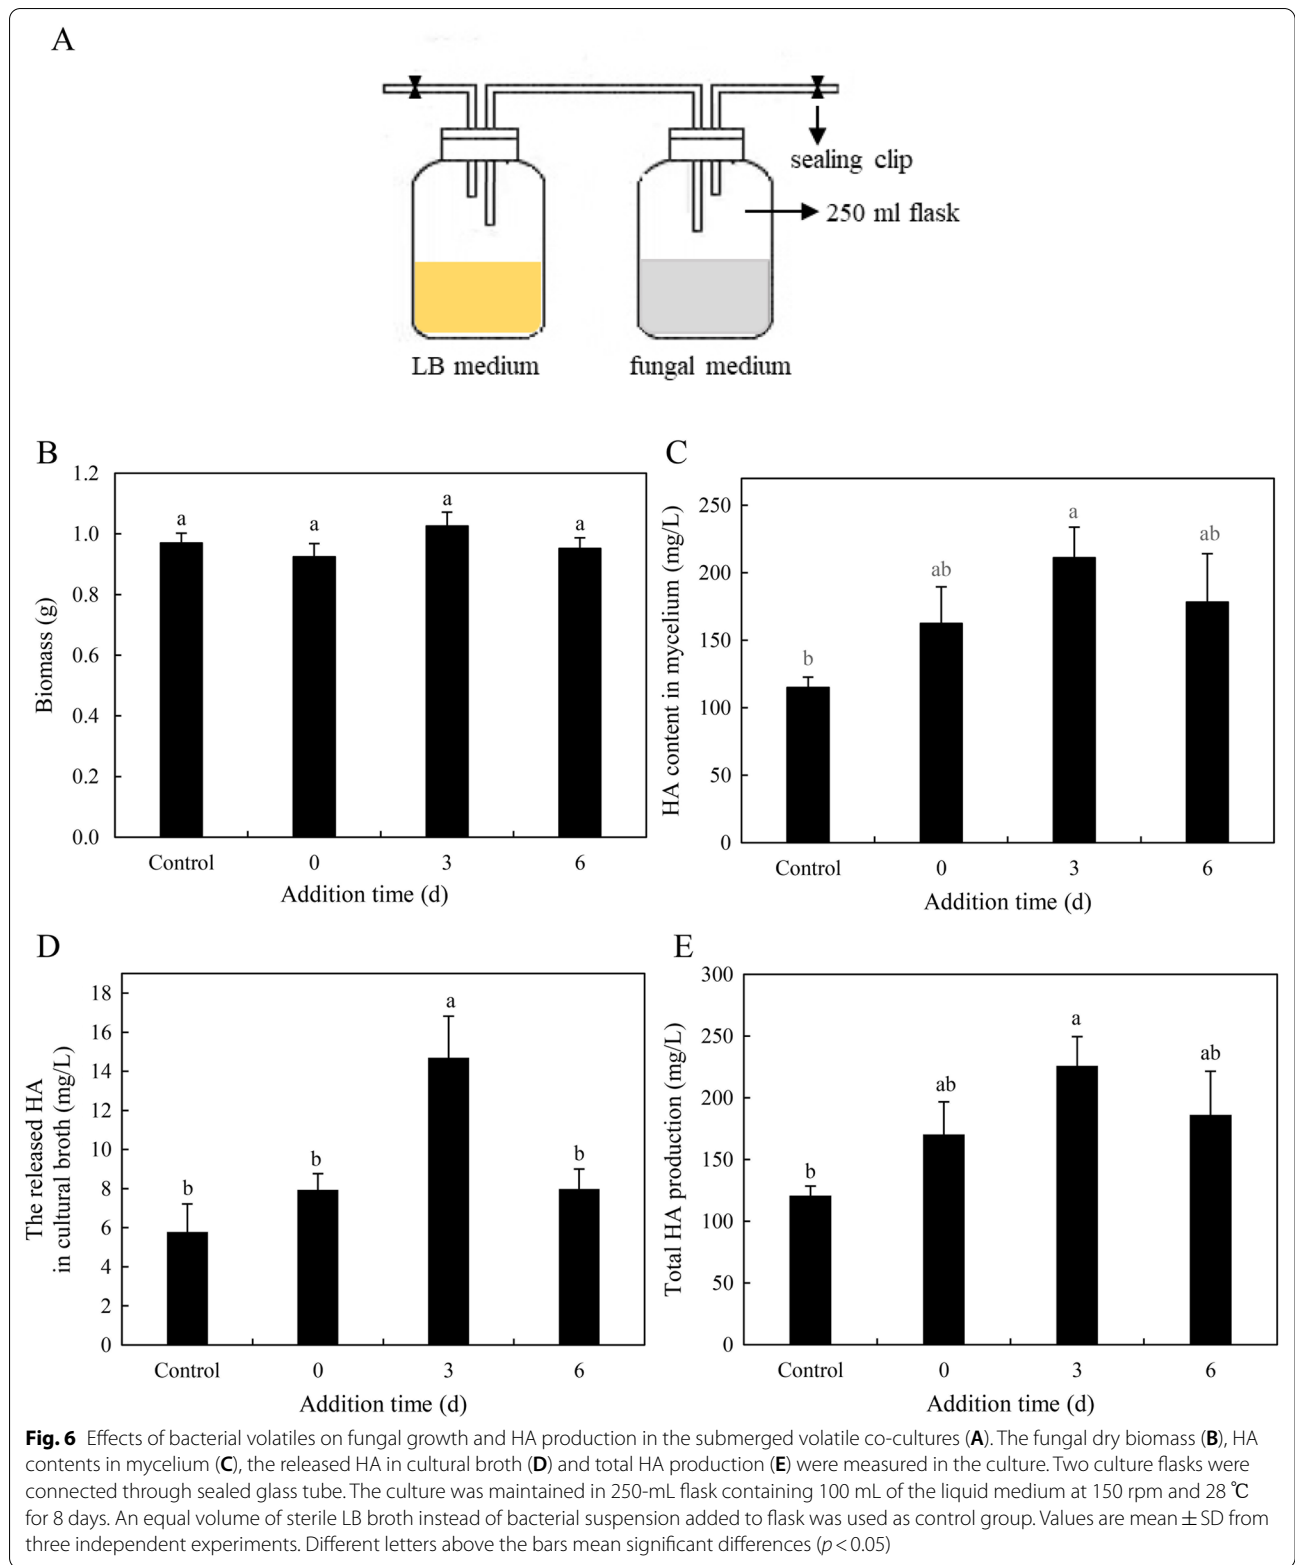 A
sealing clip
250 ml flask
LB medium
fungal medium
B
1.2
1.0
0.8
0.6
0.4
0.2
0.0
Biomass (g)
a
a
a
a
Control
0
3
6
Addition time (d)
C
250
200
150
100
50
0
HA content in mycelium (mg/L)
b
ab
a
ab
Control
0
3
6
Addition time (d)
D
18
16
14
12
10
8
6
4
2
0
The released HA
in cultural broth (mg/L)
b
b
a
b
Control
0
3
6
Addition time (d)
E
300
250
200
150
100
50
0
Total HA production (mg/L)
b
ab
a
ab
Control
0
3
6
Addition time (d)
Fig. 6 Effects of bacterial volatiles on fungal growth and HA production in the submerged volatile co-cultures (A). The fungal dry biomass (B), HA
contents in mycelium (C), the released HA in cultural broth (D) and total HA production (E) were measured in the culture. Two culture flasks were
connected through sealed glass tube. The culture was maintained in 250-mL flask containing 100 mL of the liquid medium at 150 rpm and 28 ℃
for 8 days. An equal volume of sterile LB broth instead of bacterial suspension added to flask was used as control group. Values are mean ± SD from
three independent experiments. Different letters above the bars mean significant differences (p < 0.05)